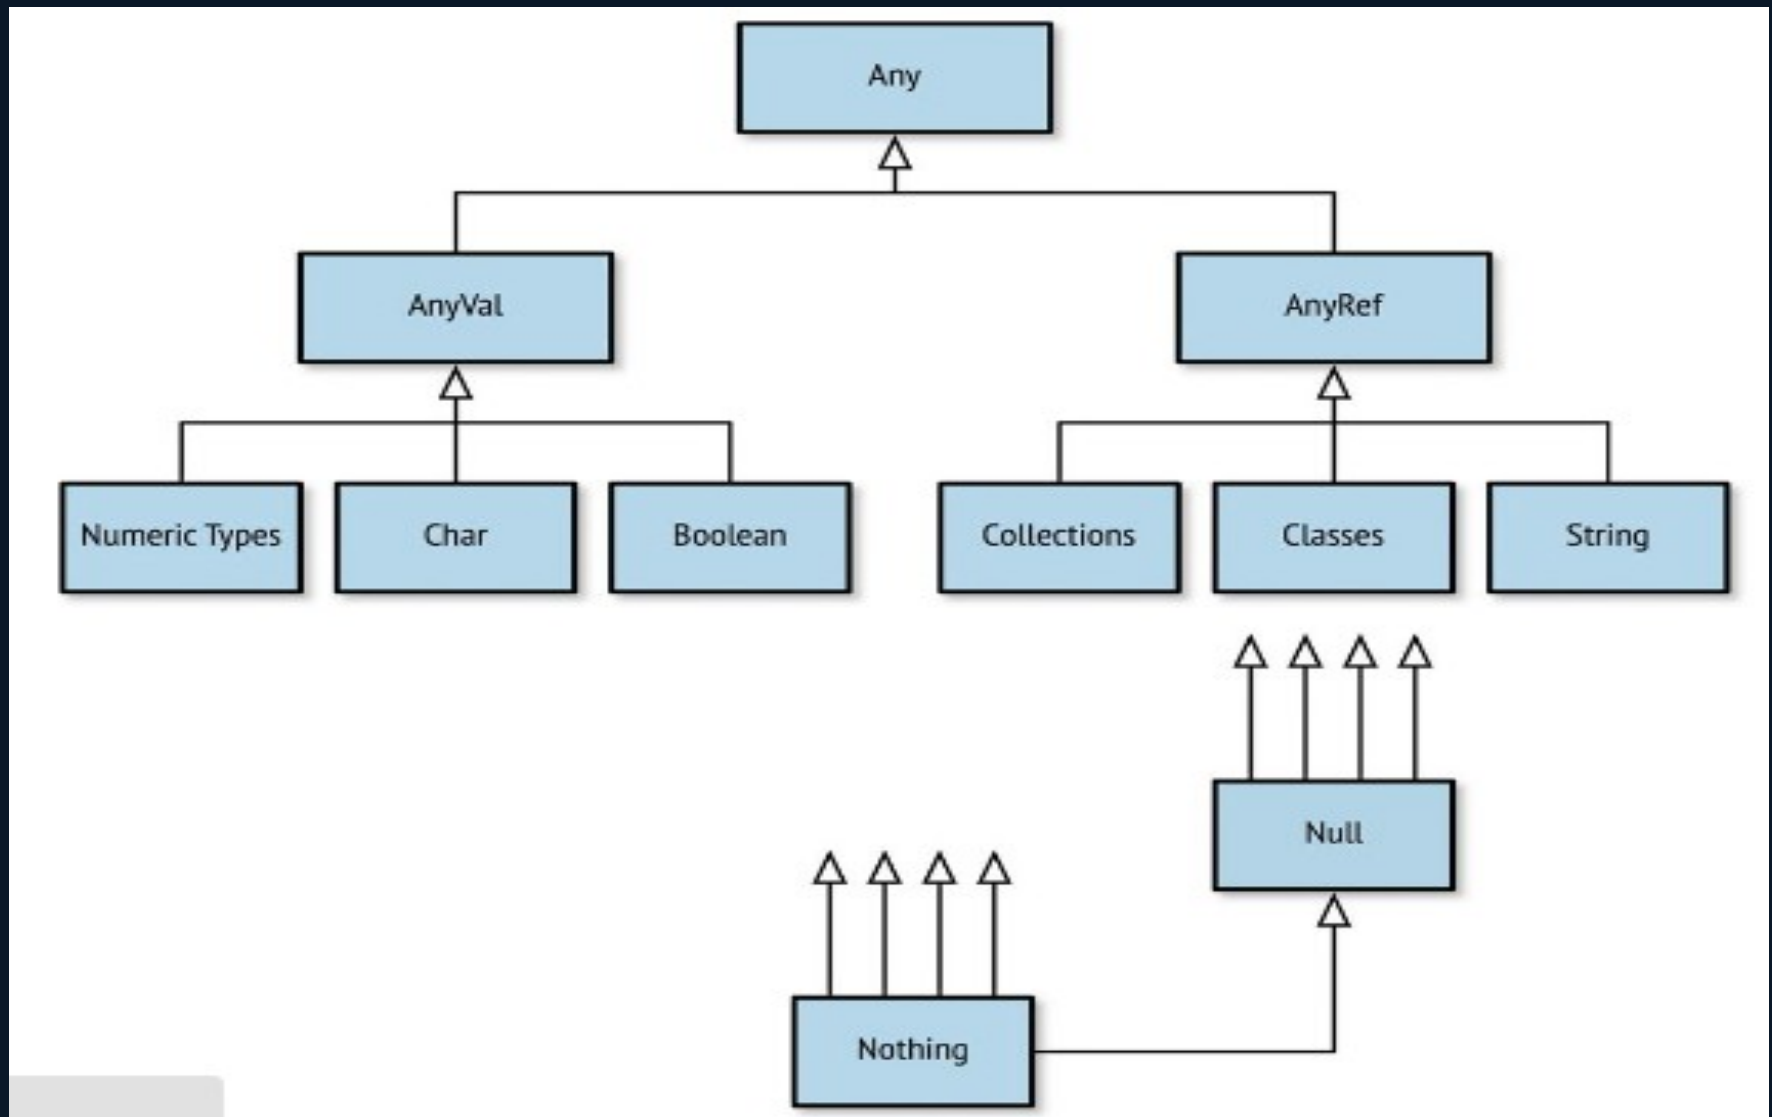 Any
AnyVal
AnyRef
Numeric Types
Char
Boolean
Collections
Classes
String
Null
Nothing